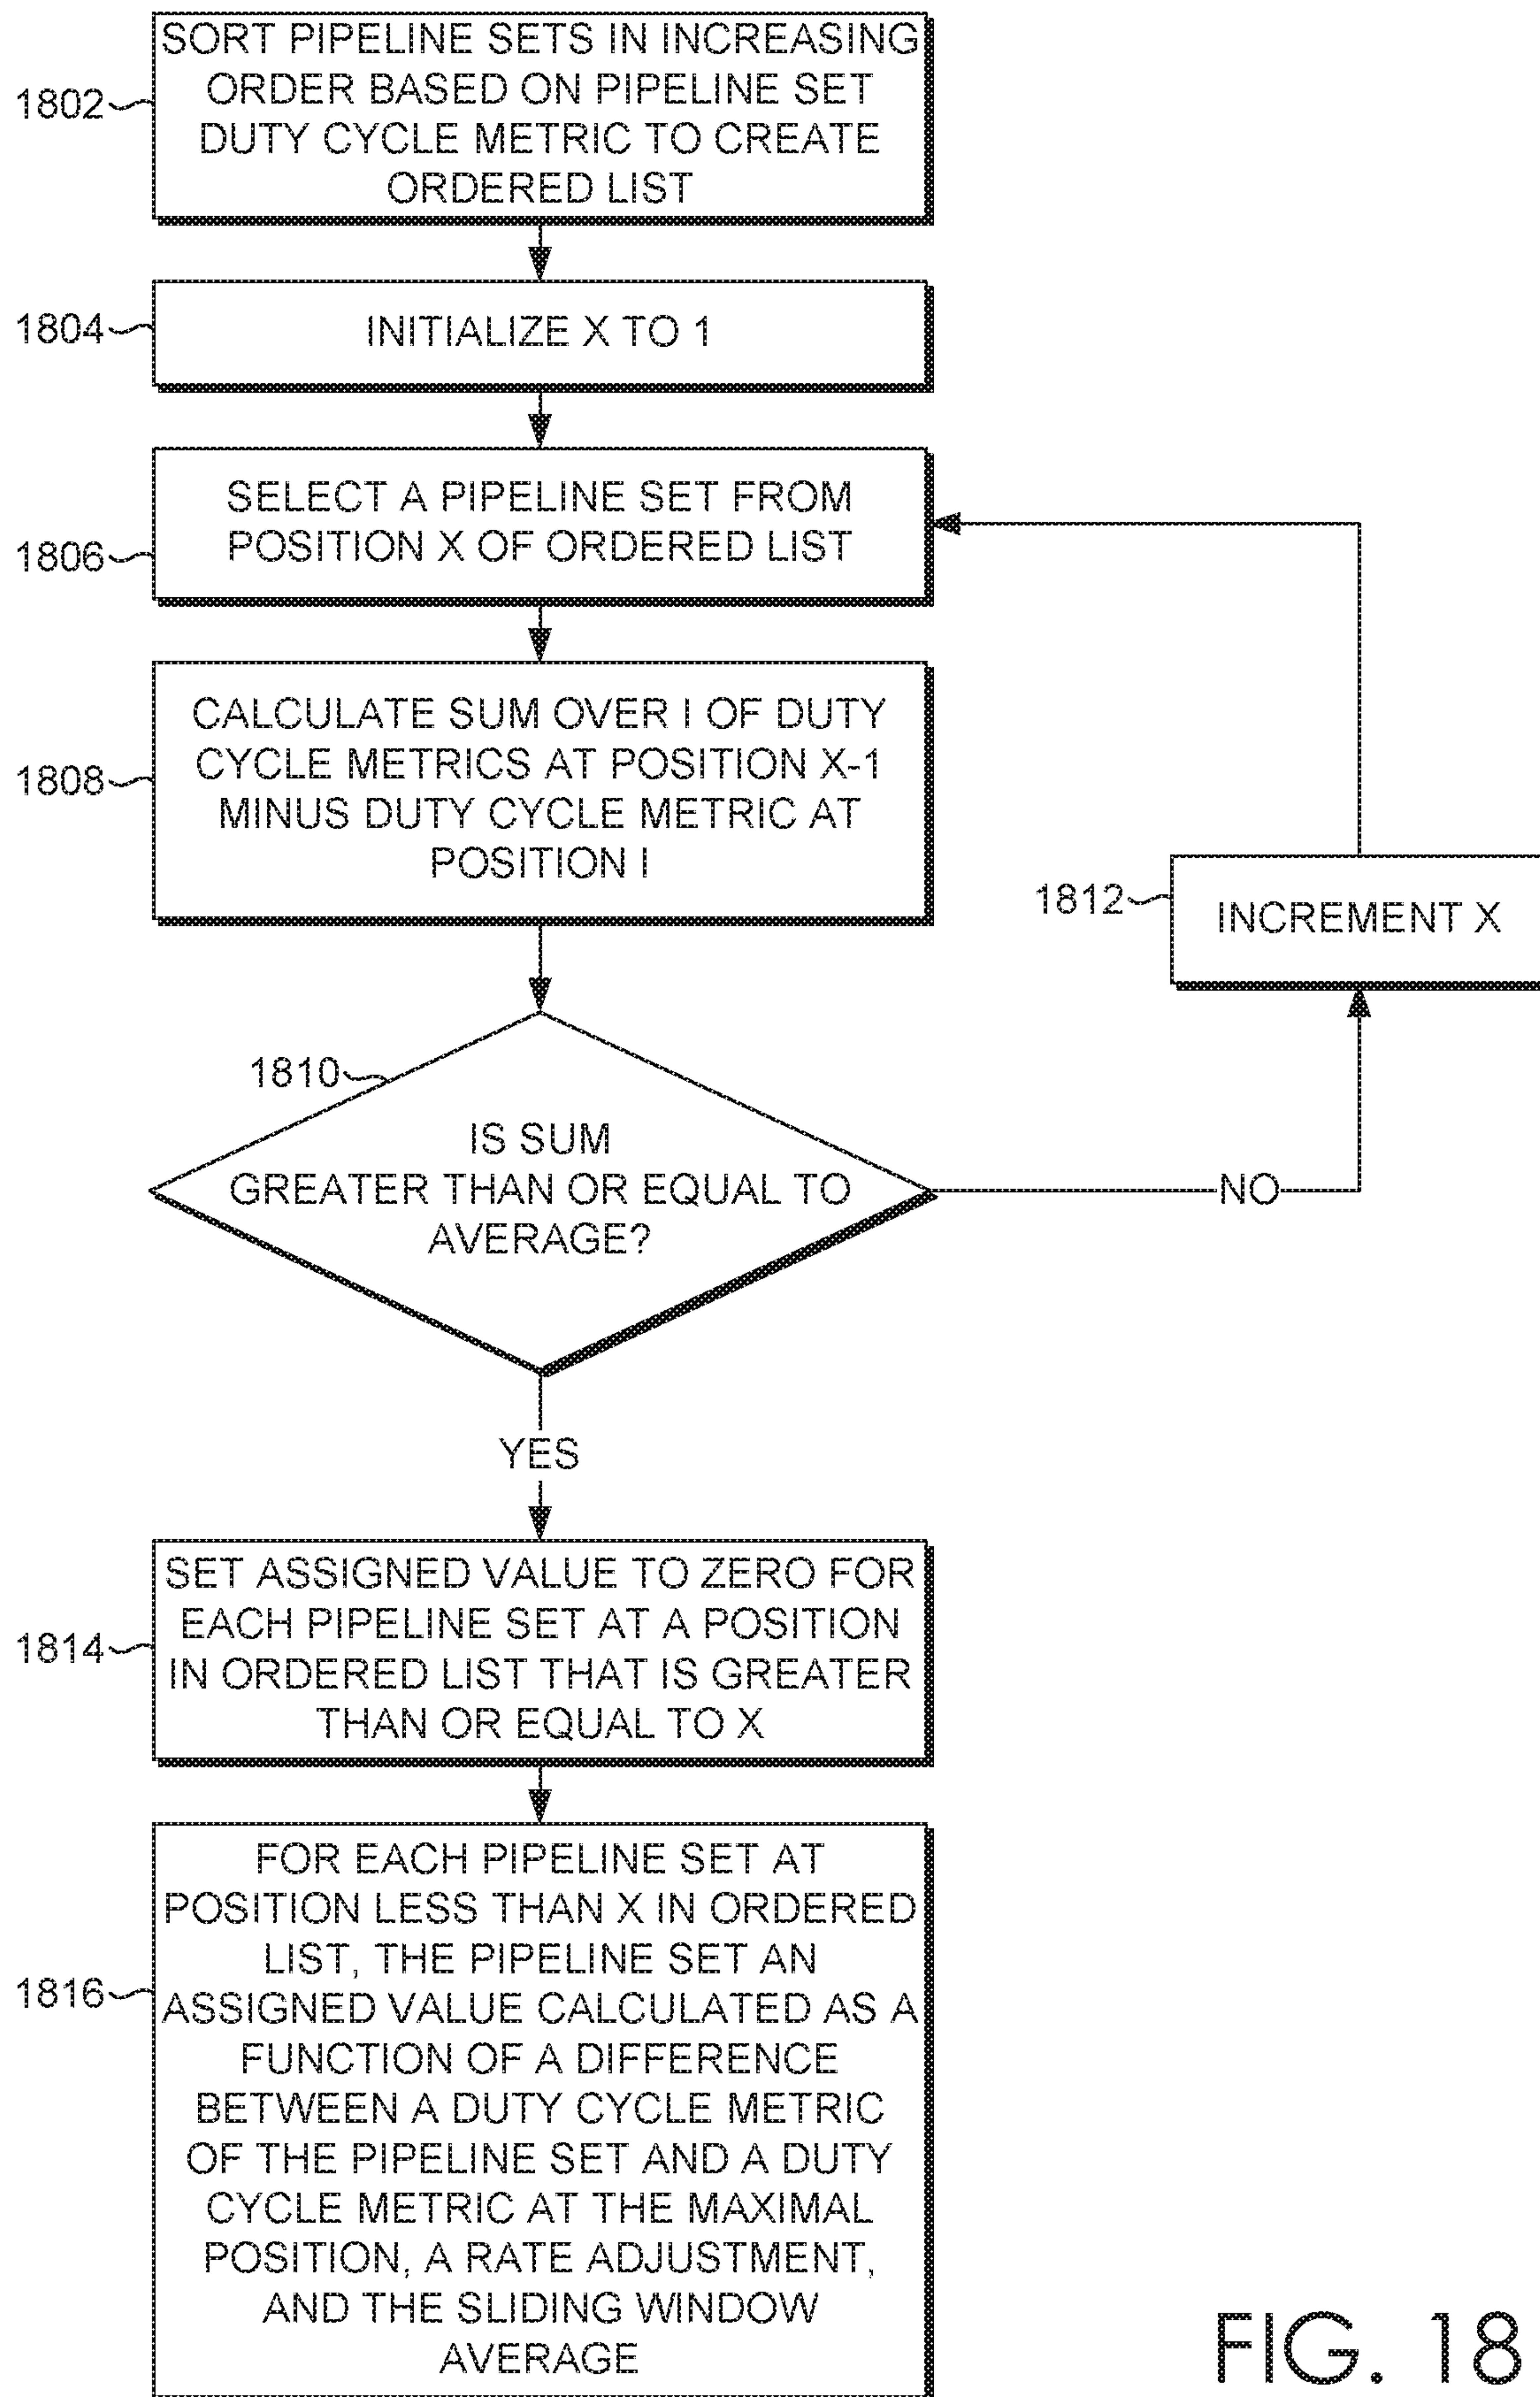 1802
SORT PIPELINE SETS IN INCREASING
ORDER BASED ON PIPELINE SET
DUTY CYCLE METRIC TO CREATE
ORDERED LIST
1804
INITIALIZE X TO 1
1806
SELECT A PIPELINE SET FROM
POSITION X OF ORDERED LIST
1808
CALCULATE SUM OVER I OF DUTY
CYCLE METRICS AT POSITION X-1
MINUS DUTY CYCLE METRIC AT
POSITION I
1812
INCREMENT X
1810
IS SUM
GREATER THAN OR EQUAL TO
AVERAGE?
NO
YES
1814
SET ASSIGNED VALUE TO ZERO FOR
EACH PIPELINE SET AT A POSITION
IN ORDERED LIST THAT IS GREATER
THAN OR EQUAL TO X
1816
FOR EACH PIPELINE SET AT
POSITION LESS THAN X IN ORDERED
LIST, THE PIPELINE SET AN
ASSIGNED VALUE CALCULATED AS A
FUNCTION OF A DIFFERENCE
BETWEEN A DUTY CYCLE METRIC
OF THE PIPELINE SET AND A DUTY
CYCLE METRIC AT THE MAXIMAL
POSITION, A RATE ADJUSTMENT,
AND THE SLIDING WINDOW
AVERAGE
FIG. 18